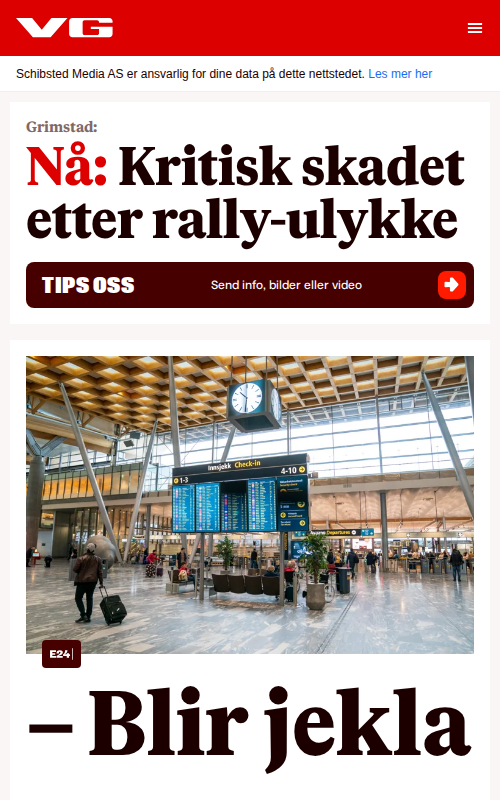 VG
Schibsted Media AS er ansvarlig for dine data på dette nettstedet. Les mer her
Grimstad:
Nå: Kritisk skadet
etter rally-ulykke
TIPS OSS
Send info, bilder eller video
Innsjekk Check-in
1-3
4-10
Departures
E24
– Blir jekla